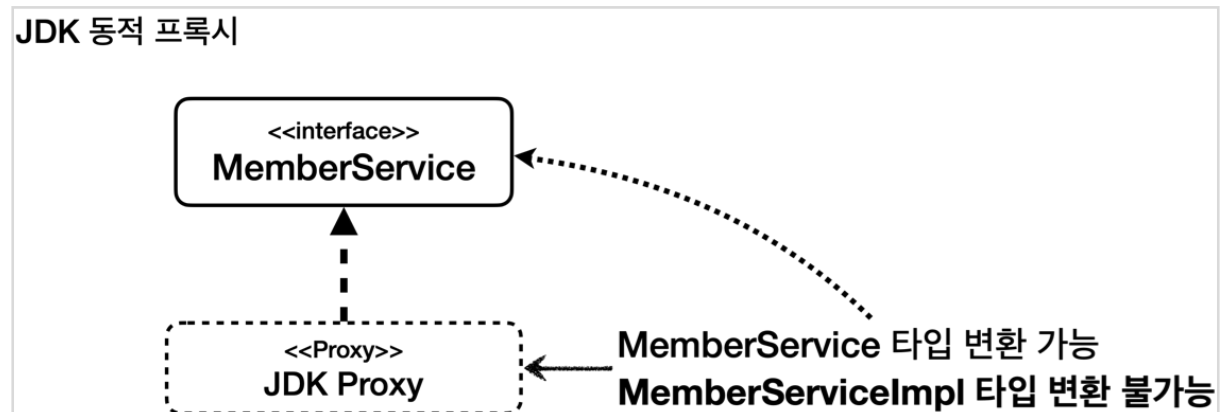 JDK 동적 프록시
<<interface>>
MemberService
<<Proxy>>
JDK Proxy
MemberService 타입 변환 가능
MemberServiceImpl 타입 변환 불가능